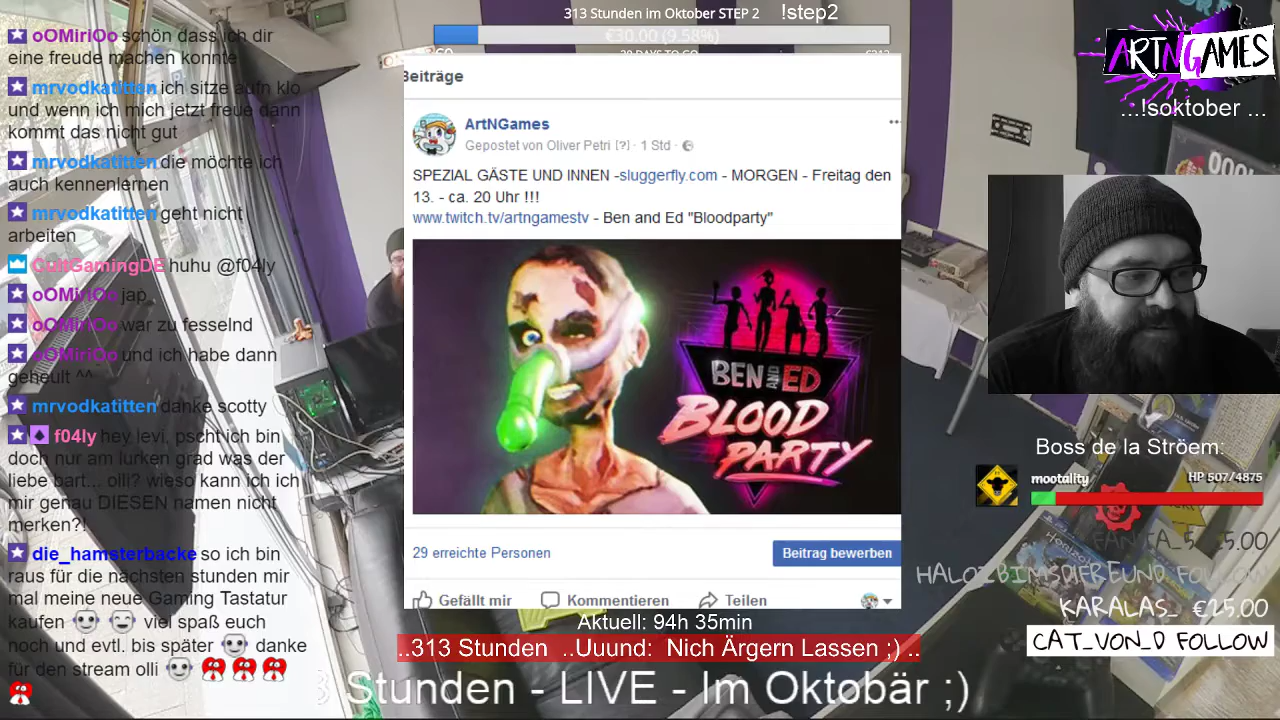 313 Stunden im Oktober STEP 2 !step2
€30.00 (9.58%)
oOMiriOo schön dass ich dir
eine freude machen konnte
mrvodkatitten ich sitze aufn klo
und wenn ich mich jetzt freue dann
kommt das nicht gut
mrvodkatitten die möchte ich
auch kennenlernen
mrvodkatitten geht nicht
arbeiten
CultGamingDE huhu @f04ly
oOMiriOo jap
oOMiriOo war zu fesselnd
oOMiriOo und ich habe dann
geheult ^^
mrvodkatitten danke scotty
f04ly hey levi, pscht ich bin
doch nur am lurken grad was der
liebe bart... olli? wieso kann ich ich
mir genau DIESEN namen nicht
merken?!
die_hamsterbacke so ich bin
raus für die nächsten stunden mir
mal meine neue Gaming Tastatur
kaufen viel spaß euch
noch und evtl. bis später danke
für den stream olli
Beiträge
ArtNGames
Gepostet von Oliver Petri [?] · 1 Std ·
SPEZIAL GÄSTE UND INNEN -sluggerfly.com - MORGEN - Freitag den
13. - ca. 20 Uhr !!!
www.twitch.tv/artngamestv - Ben and Ed "Bloodparty"
BEN AND ED
BLOOD
PARTY
29 erreichte Personen
Beitrag bewerben
Gefällt mir Kommentieren Teilen
Aktuell: 94h 35min
..313 Stunden ..Uuund: Nich Ärgern Lassen ;) ..
Stunden - LIVE - Im Oktobär ;)
ARTNGAMES
...!soktober ...
Boss de la Ströem:
mootality HP 507/4875
KARALAS_ €25.00
CAT_VON_D FOLLOW